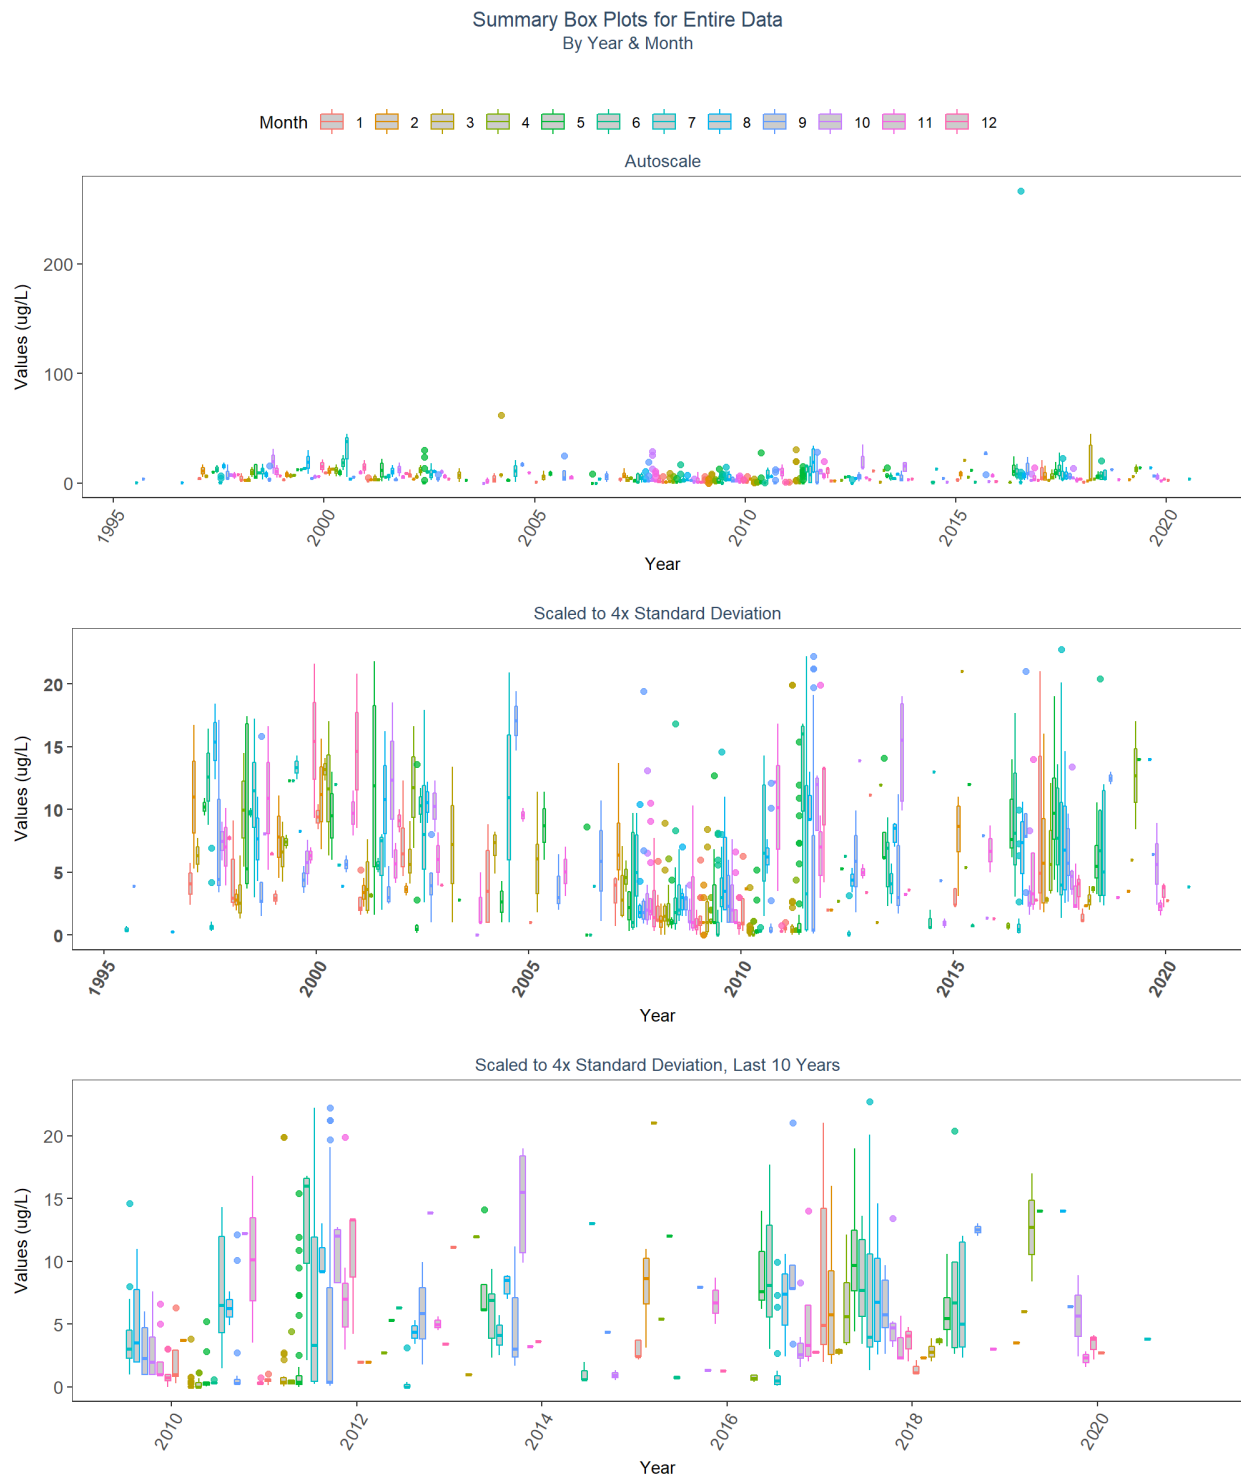 Summary Box Plots for Entire Data
By Year & Month
Month 1 2 3 4 5 6 7 8 9 10 11 12
Autoscale
Values (ug/L)
200
100
0
1995 2000 2005 2010 2015 2020
Year
Scaled to 4x Standard Deviation
Values (ug/L)
20
15
10
5
0
1995 2000 2005 2010 2015 2020
Year
Scaled to 4x Standard Deviation, Last 10 Years
Values (ug/L)
20
15
10
5
0
2010 2012 2014 2016 2018 2020
Year